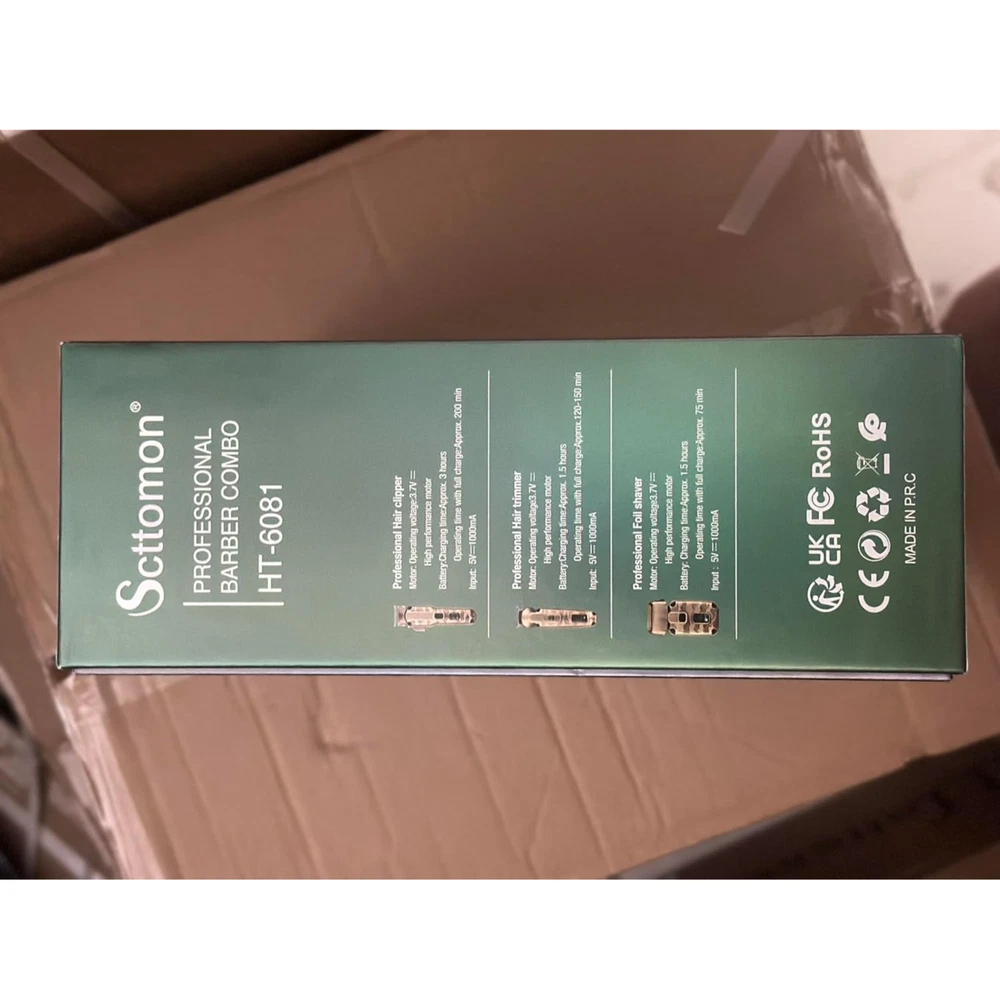 Scttomon®
PROFESSIONAL
BARBER COMBO
HT-6081
Professional Hair clipper
Motor: Operating voltage:3.7V⎓
High performance motor
Battery:Charging time:Approx. 3 hours
Operating time with full charge:Approx. 200 min
Input: 5V⎓1000mA
Professional Hair trimmer
Motor: Operating voltage3.7V⎓
High performance motor
Battery:Charging time:Approx. 1.5 hours
Operating time with full charge:Approx.120-150 min
Input: 5V⎓1000mA
Professional Foil shaver
Motor: Operating voltage3.7V⎓
High performance motor
Battery: Charging time:Approx. 1.5 hours
Operating time with full charge:Approx. 75 min
Input : 5V⎓1000mA
UK CA FC RoHS
CE
MADE IN P.R.C